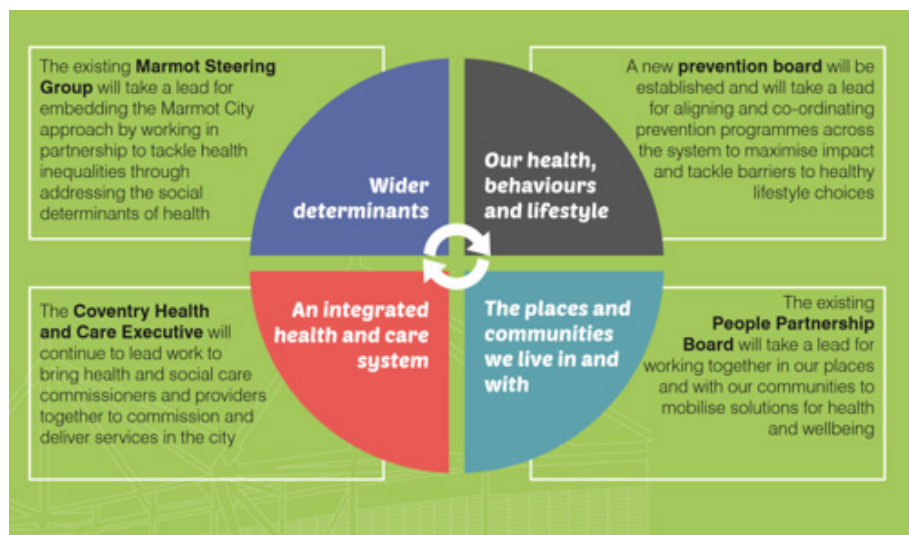 The existing Marmot Steering
Group will take a lead for
embedding the Marmot City
approach by working in
partnership to tackle health
inequalities through
addressing the social
determinants of health
Wider
determinants
Our health,
behaviours
and lifestyle
A new prevention board will be
established and will take a lead
for aligning and co-ordinating
prevention programmes across
the system to maximise impact
and tackle barriers to healthy
lifestyle choices
The Coventry Health
and Care Executive will
continue to lead work to
bring health and social care
commissioners and providers
together to commission and
deliver services in the city
An integrated
health and care
system
The places and
communities
we live in and
with
The existing
People Partnership
Board will take a lead for
working together in our places
and with our communities to
mobilise solutions for health
and wellbeing